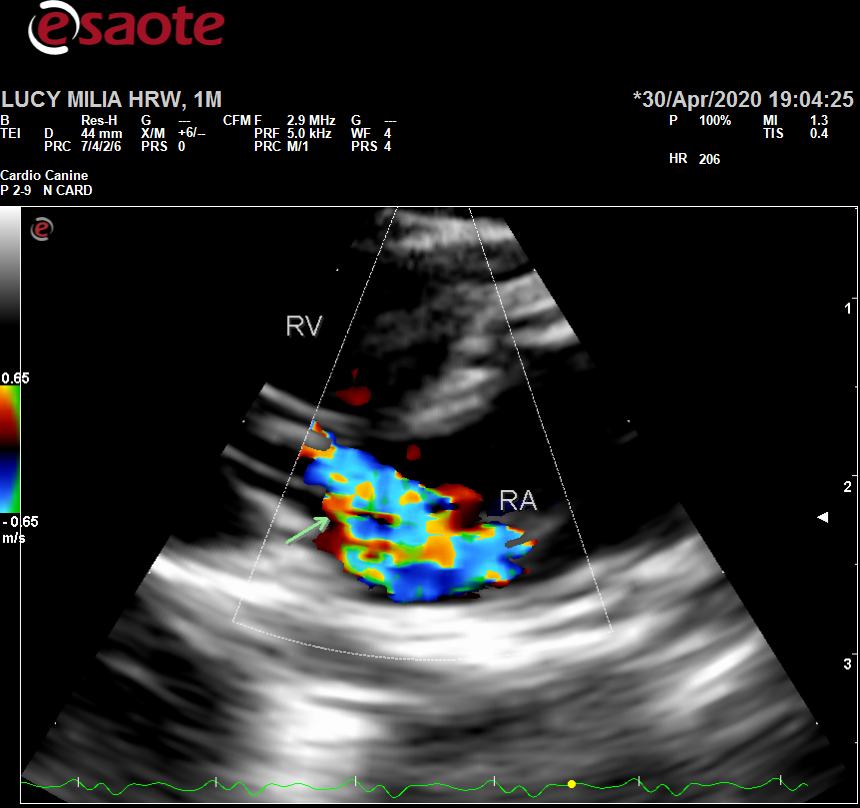 esaote
LUCY MILIA HRW, 1M *30/Apr/2020 19:04:25
B Res-H G --- CFM F 2.9 MHz G --- P 100% MI 1.3
TEI D 44 mm X/M +6/-- PRF 5.0 kHz WF 4 TIS 0.4
PRC 7/4/2/6 PRS 0 PRC M/1 PRS 4
HR 206
Cardio Canine
P 2-9 N CARD
e
1
RV
0.65
2
RA
-0.65
m/s
3